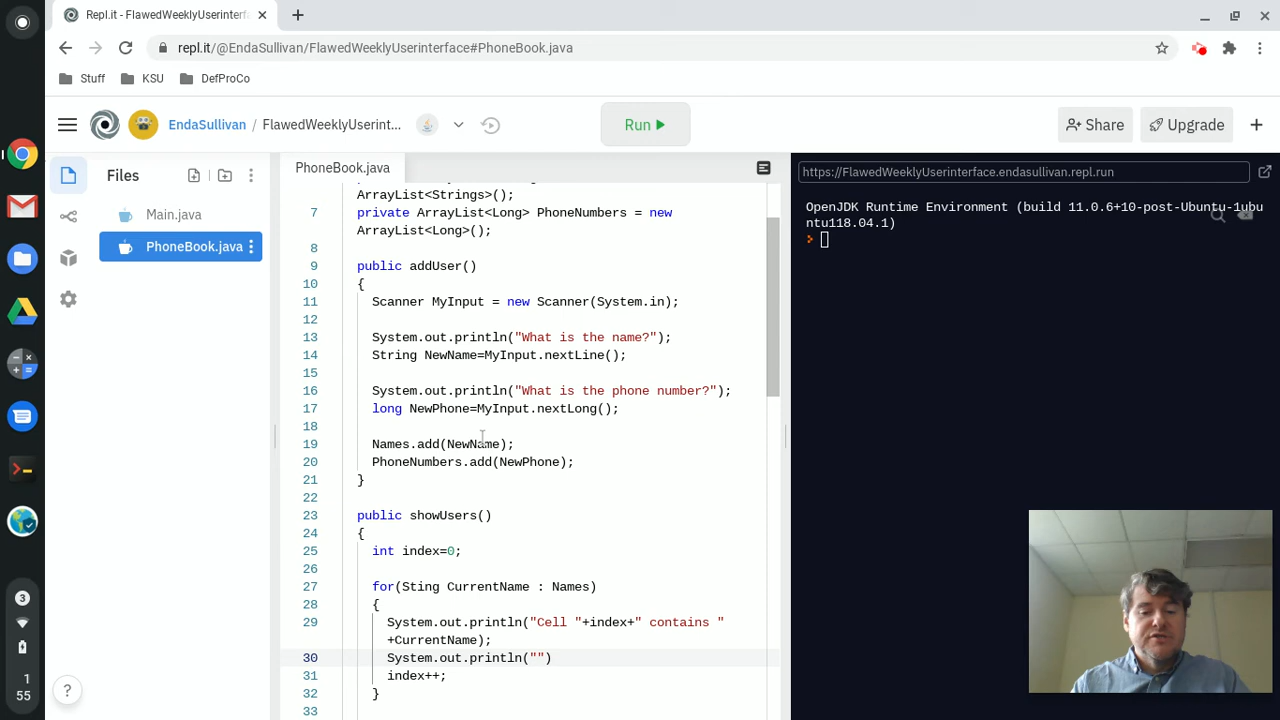 Repl.it - FlawedWeeklyUserinterf
repl.it/@EndaSullivan/FlawedWeeklyUserinterface#PhoneBook.java
Stuff KSU DefProCo
EndaSullivan / FlawedWeeklyUserint... Run Share Upgrade
Files
Main.java
PhoneBook.java
PhoneBook.java
ArrayList<Strings>();
7 private ArrayList<Long> PhoneNumbers = new
ArrayList<Long>();
8
9 public addUser()
10 {
11 Scanner MyInput = new Scanner(System.in);
12
13 System.out.println("What is the name?");
14 String NewName=MyInput.nextLine();
15
16 System.out.println("What is the phone number?");
17 long NewPhone=MyInput.nextLong();
18
19 Names.add(NewName);
20 PhoneNumbers.add(NewPhone);
21 }
22
23 public showUsers()
24 {
25 int index=0;
26
27 for(Sting CurrentName : Names)
28 {
29 System.out.println("Cell "+index+" contains "
+CurrentName);
30 System.out.println("")
31 index++;
32 }
33
https://FlawedWeeklyUserinterface.endasullivan.repl.run
OpenJDK Runtime Environment (build 11.0.6+10-post-Ubuntu-1ubu
ntu118.04.1)
3
1
55
?